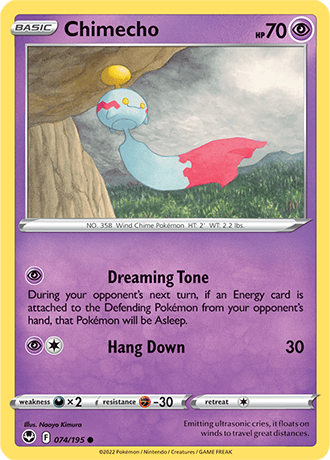 BASIC
Chimecho
HP70
NO. 358 Wind Chime Pokémon HT: 2' WT: 2.2 lbs.
Dreaming Tone
During your opponent's next turn, if an Energy card is
attached to the Defending Pokémon from your opponent's
hand, that Pokémon will be Asleep.
Hang Down 30
weakness ×2 resistance -30 retreat
Illus. Naoyo Kimura
F 074/195
Emitting ultrasonic cries, it floats on
winds to travel great distances.
©2022 Pokémon / Nintendo / Creatures / GAME FREAK